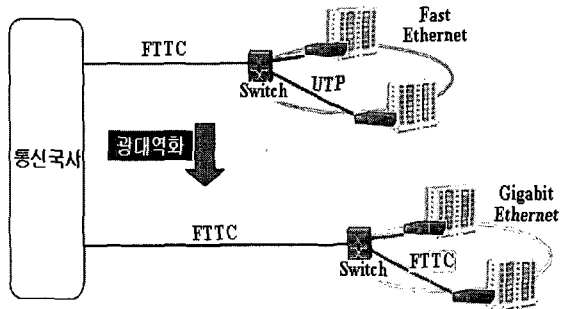 Fast
Ethernet
FTTC
UTP
Switch
통신국사
광대역화
Gigabit
Ethernet
FTTC
FTTC
Switch